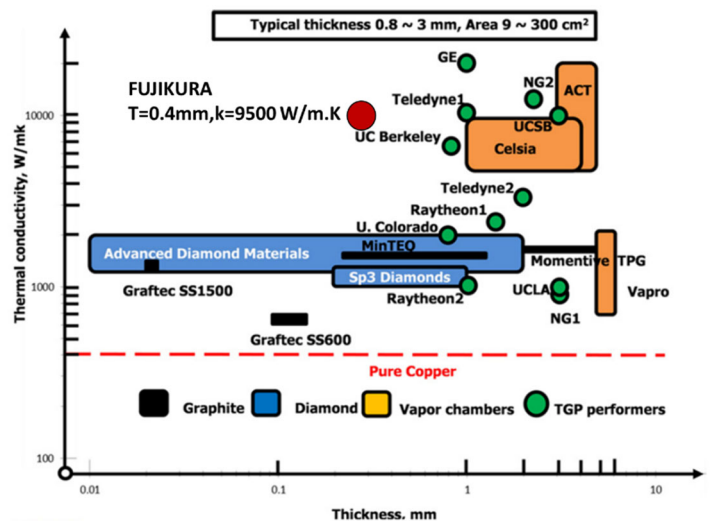 Typical thickness 0.8 ~ 3 mm, Area 9 ~ 300 cm²
GE
FUJIKURA
T=0.4mm,k=9500 W/m.K
NG2
ACT
Teledyne1
10000
UCSB
UC Berkeley
Celsia
Teledyne2
Raytheon1
U. Colorado
Advanced Diamond Materials
MinTEQ
Momentive TPG
Sp3 Diamonds
Graftec SS1500
1000
Raytheon2
UCLA
Vapro
NG1
Graftec SS600
Pure Copper
Graphite
Diamond
Vapor chambers
TGP performers
100
0.01
0.1
1
10
Thickness, mm
Thermal conductivity, W/mk